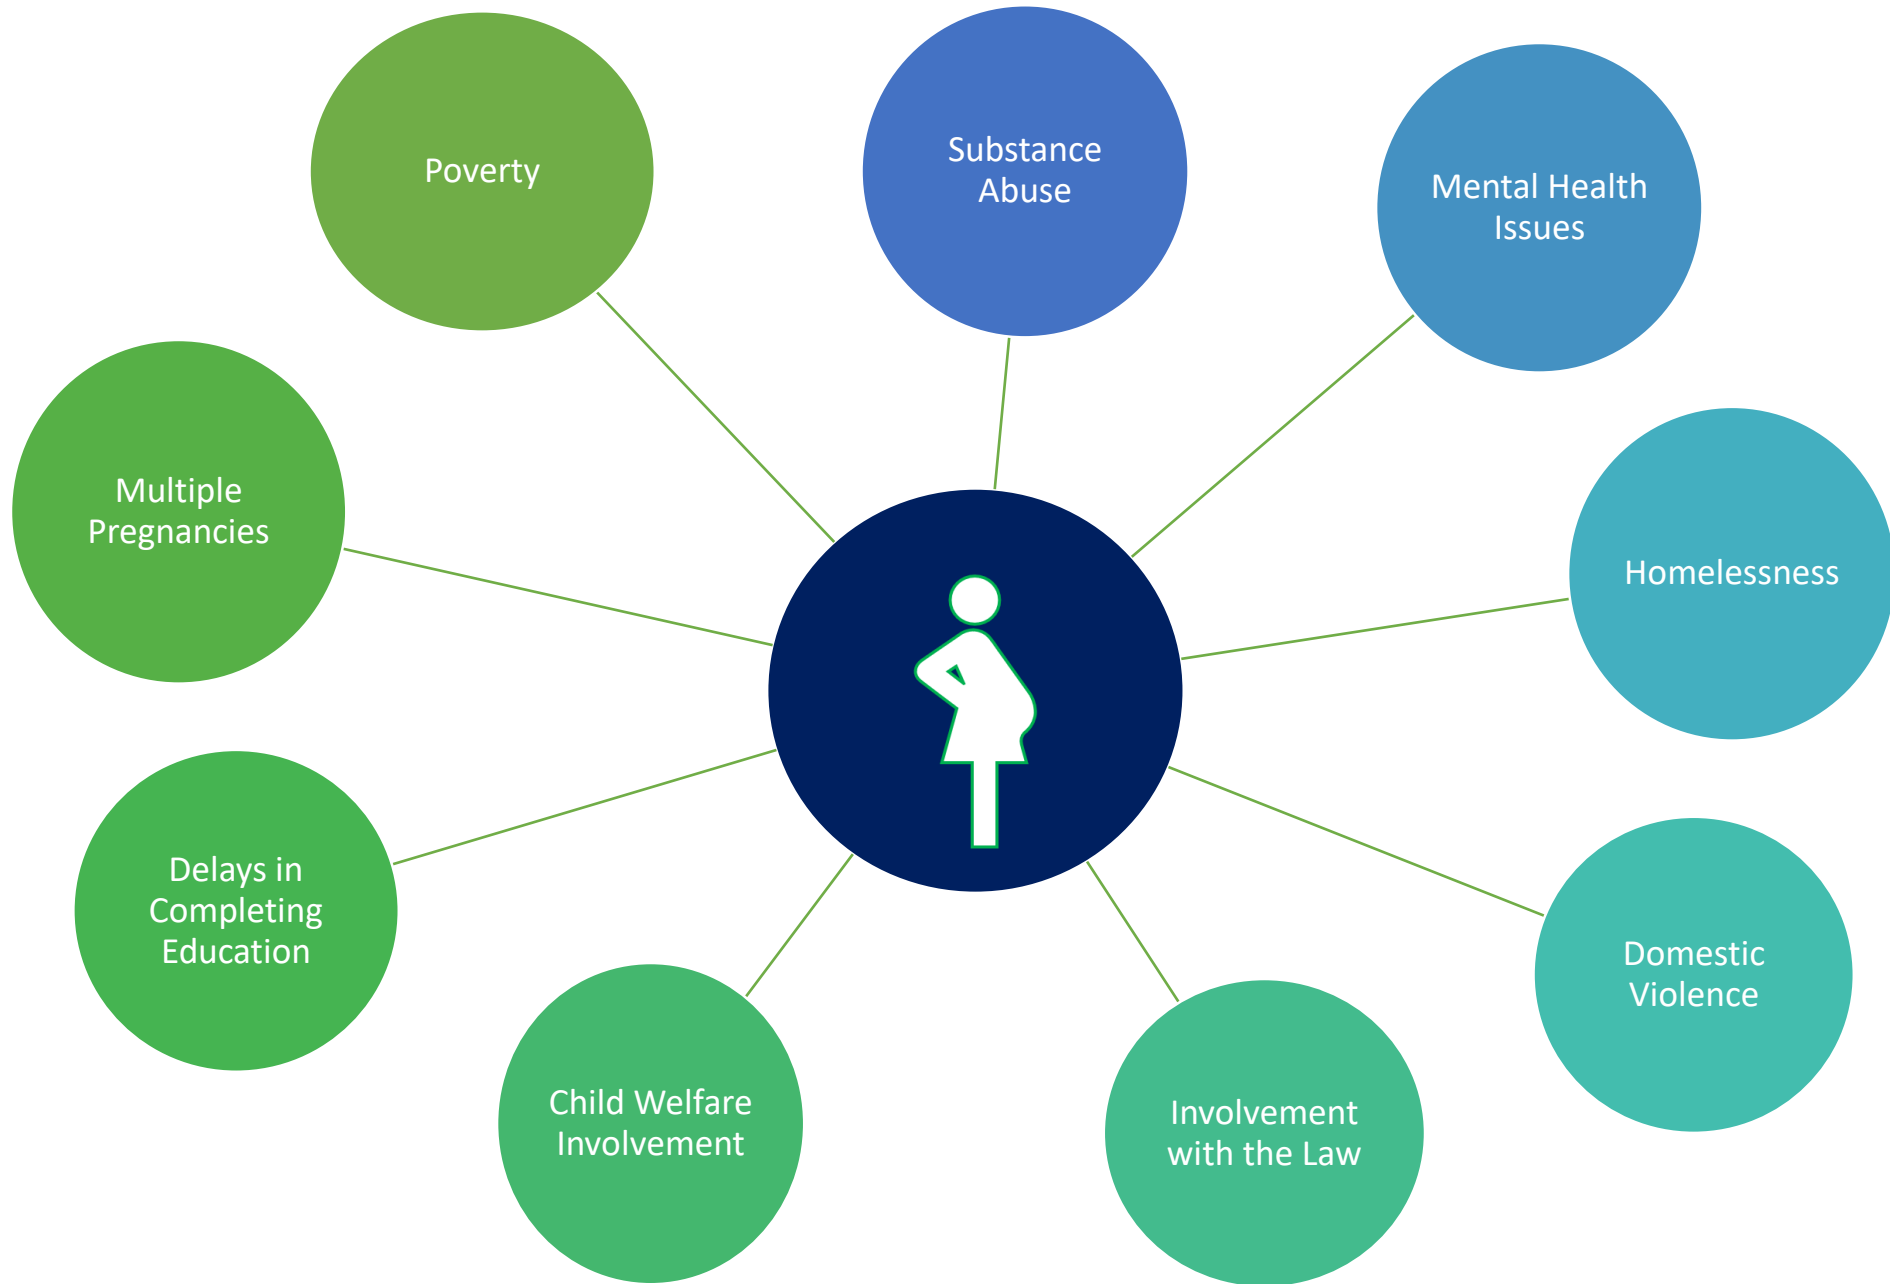 Poverty
Substance
Abuse
Mental Health
Issues
Multiple
Pregnancies
Homelessness
Delays in
Completing
Education
Domestic
Violence
Child Welfare
Involvement
Involvement
with the Law